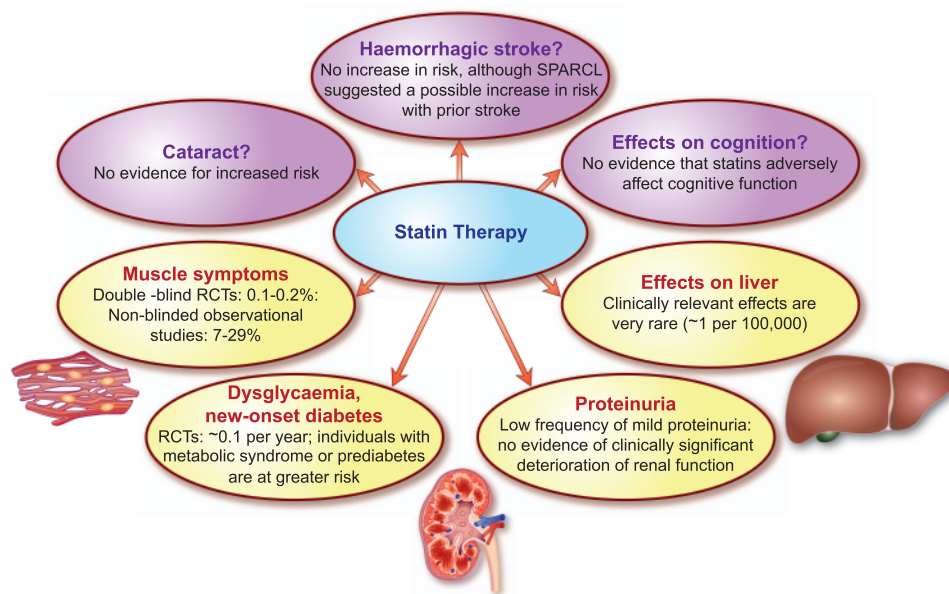 Haemorrhagic stroke?
No increase in risk, although SPARCL
suggested a possible increase in risk
with prior stroke
Cataract?
No evidence for increased risk
Effects on cognition?
No evidence that statins adversely
affect cognitive function
Statin Therapy
Muscle symptoms
Double -blind RCTs: 0.1-0.2%:
Non-blinded observational
studies: 7-29%
Effects on liver
Clinically relevant effects are
very rare (~1 per 100,000)
Dysglycaemia,
new-onset diabetes
RCTs: ~0.1 per year; individuals with
metabolic syndrome or prediabetes
are at greater risk
Proteinuria
Low frequency of mild proteinuria:
no evidence of clinically significant
deterioration of renal function